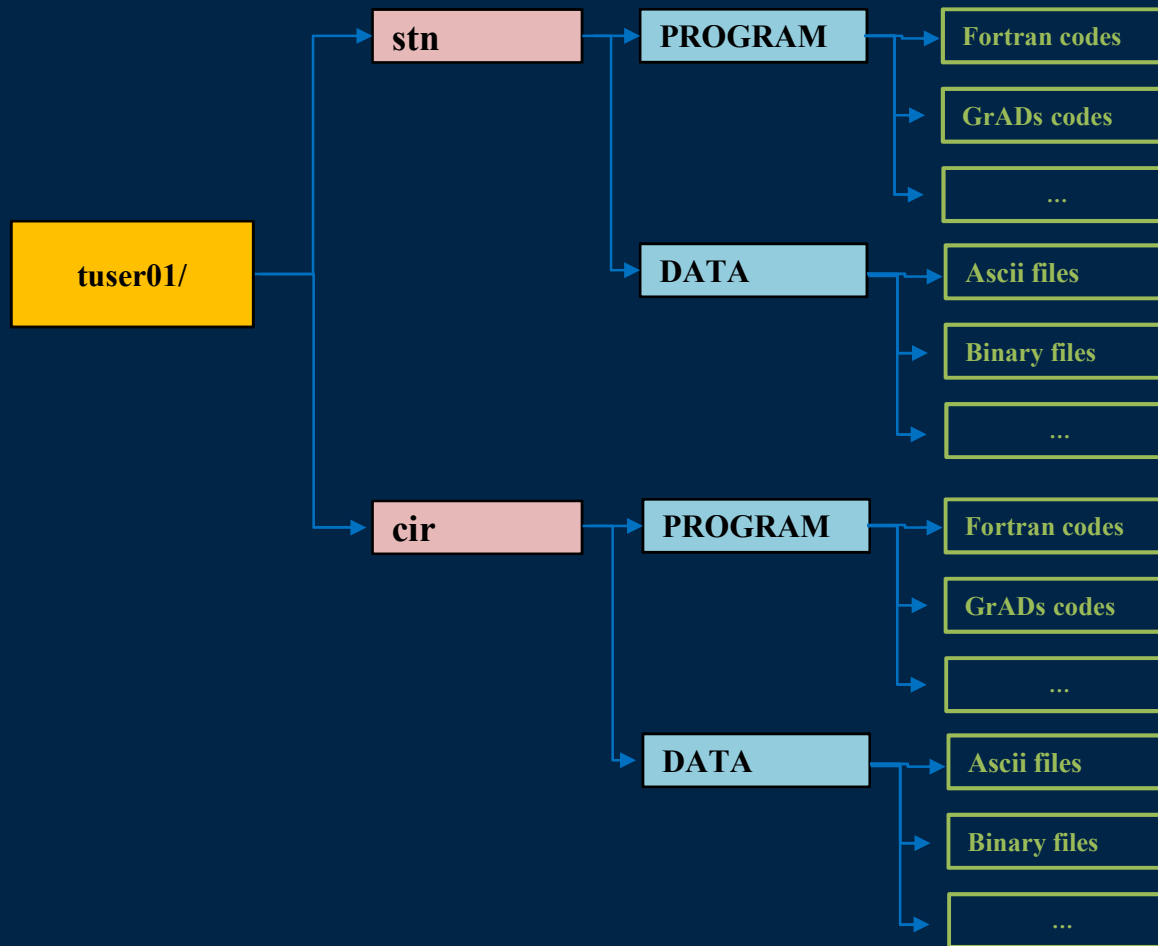 stn
PROGRAM
Fortran codes
GrADs codes
...
tuser01/
DATA
Ascii files
Binary files
...
cir
PROGRAM
Fortran codes
GrADs codes
...
DATA
Ascii files
Binary files
...